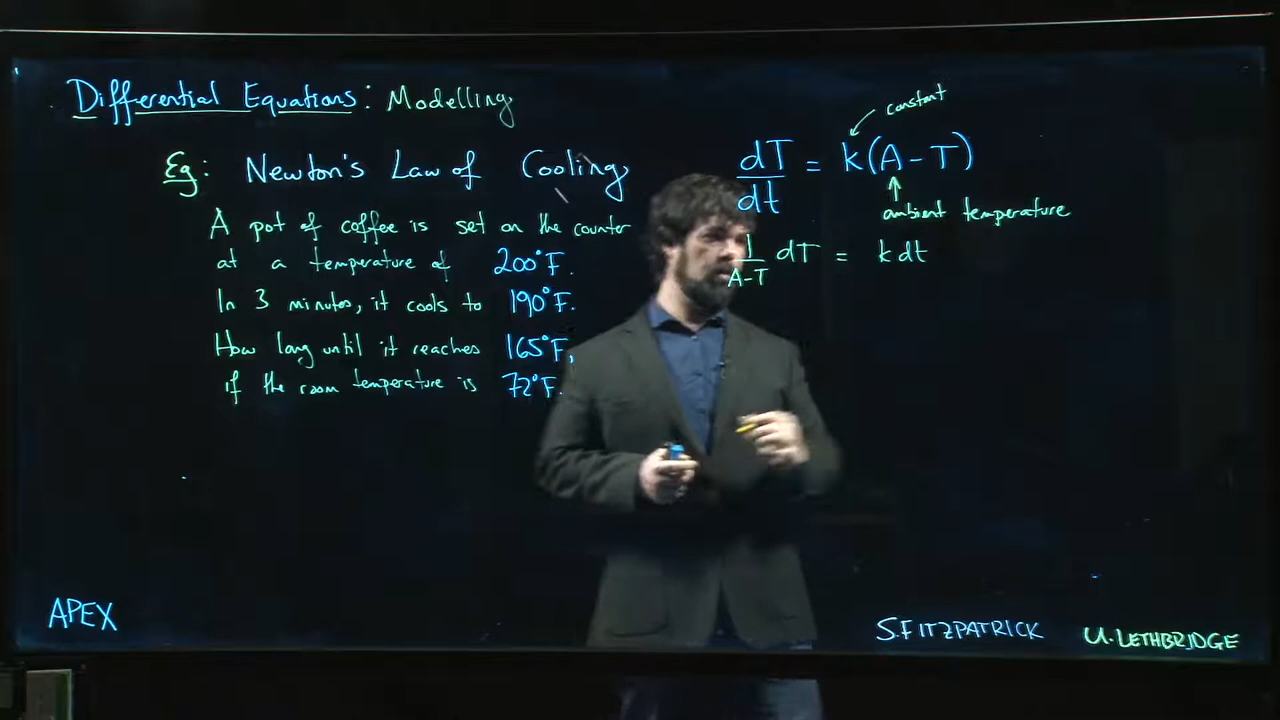 Differential Equations: Modelling
Eg: Newton's Law of Cooling
A pot of coffee is set on the counter
at a temperature of 200°F.
In 3 minutes, it cools to 190°F.
How long until it reaches 165°F,
if the room temperature is 72°F.
constant
dT/dt = k(A-T)
ambient temperature
1/A-T dT = k dt
APEX
S.FITZPATRICK
U.LETHBRIDGE